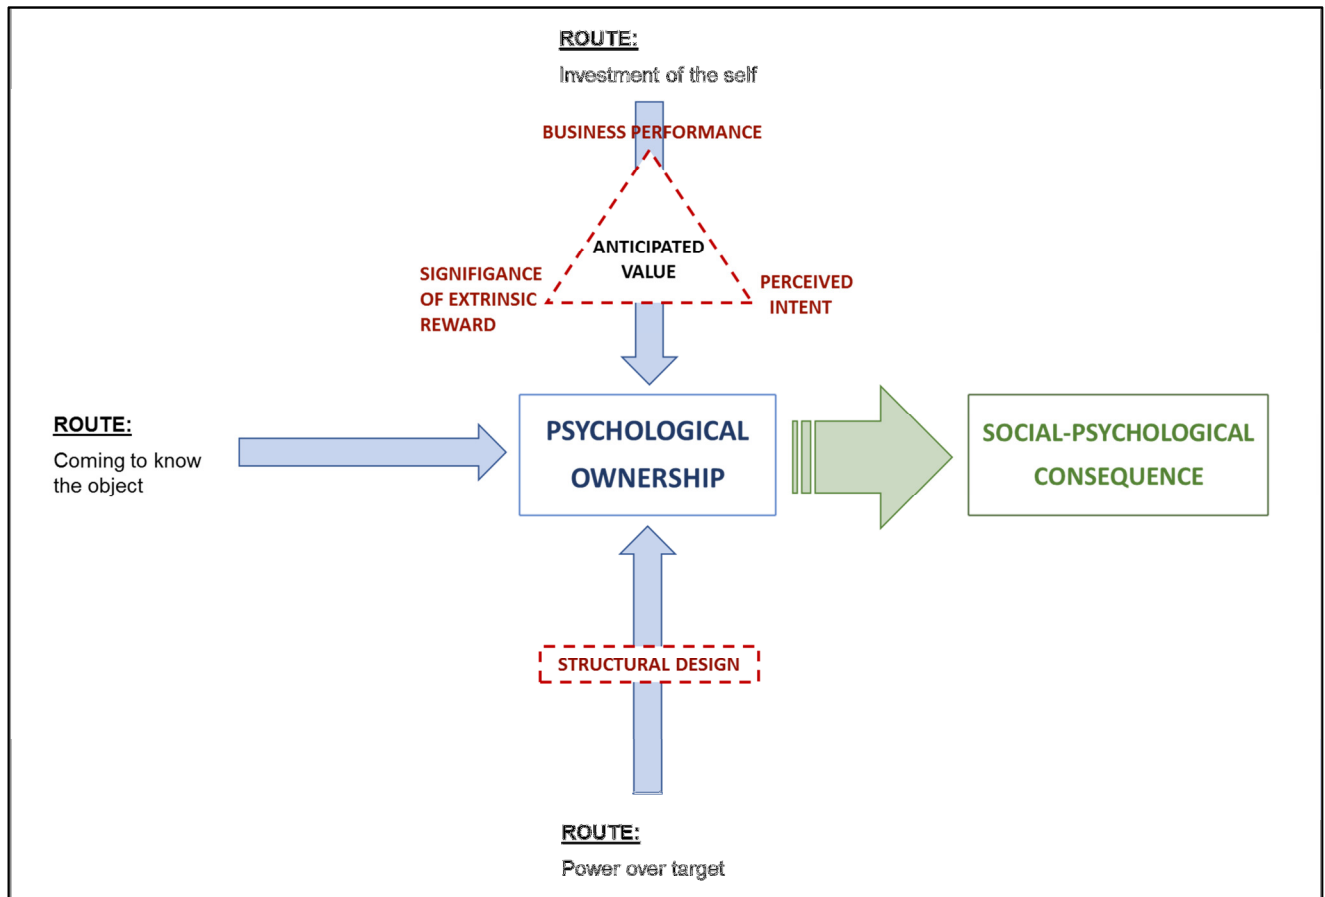 ROUTE:
Investment of the self
BUSINESS PERFORMANCE
ANTICIPATED
VALUE
SIGNIFIGANCE
OF EXTRINSIC
REWARD
PERCEIVED
INTENT
ROUTE:
Coming to know
the object
PSYCHOLOGICAL
OWNERSHIP
SOCIAL-PSYCHOLOGICAL
CONSEQUENCE
STRUCTURAL DESIGN
ROUTE:
Power over target